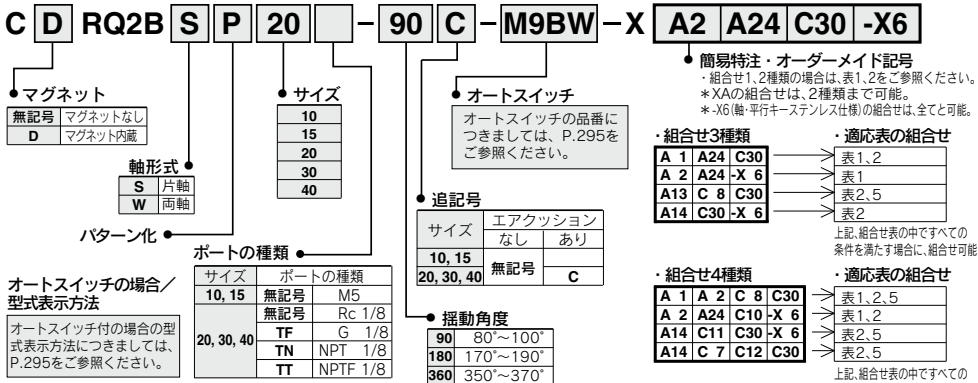 C D RQ2B S P 20 - 90 C - M9BW - X A2 A24 C30 -X6
マグネット
無記号 マグネットなし
D マグネット内蔵
軸形式
S 片軸
W 両軸
パターン化
オートスイッチの場合/
型式表示方法
オートスイッチ付の場合の型
式表示方法につきましては、
P.295をご参照ください。
サイズ
10
15
20
30
40
ポートの種類
サイズ ポートの種類
10, 15 無記号 M5
20, 30, 40 無記号 Rc 1/8
TF G 1/8
TN NPT 1/8
TT NPTF 1/8
オートスイッチ
オートスイッチの品番に
つきましては、P.295を
ご参照ください。
追記号
サイズ エアクッション
なし あり
10, 15 無記号
20, 30, 40 C
揺動角度
90 80°~100°
180 170°~190°
360 350°~370°
簡易特注・オーダーメイド記号
・組合せ1、2種類の場合は、表1、2をご参照ください。
＊XAの組合せは、2種類まで可能。
＊-X6(軸・平行キーステンレス仕様)の組合せは、全てと可能。
・組合せ3種類 ・適応表の組合せ
A 1 A24 C30 表1、2
A 2 A24 -X 6 表1
A13 C 8 C30 表2、5
A14 C30 -X 6 表2
上記、組合せ表の中ですべての
条件を満たす場合に、組合せ可能
・組合せ4種類 ・適応表の組合せ
A 1 A 2 C 8 C30 表1、2、5
A 2 A24 C10 -X 6 表1、2
A14 C11 C30 -X 6 表2、5
A14 C 7 C12 C30 表2、5
上記、組合せ表の中ですべての